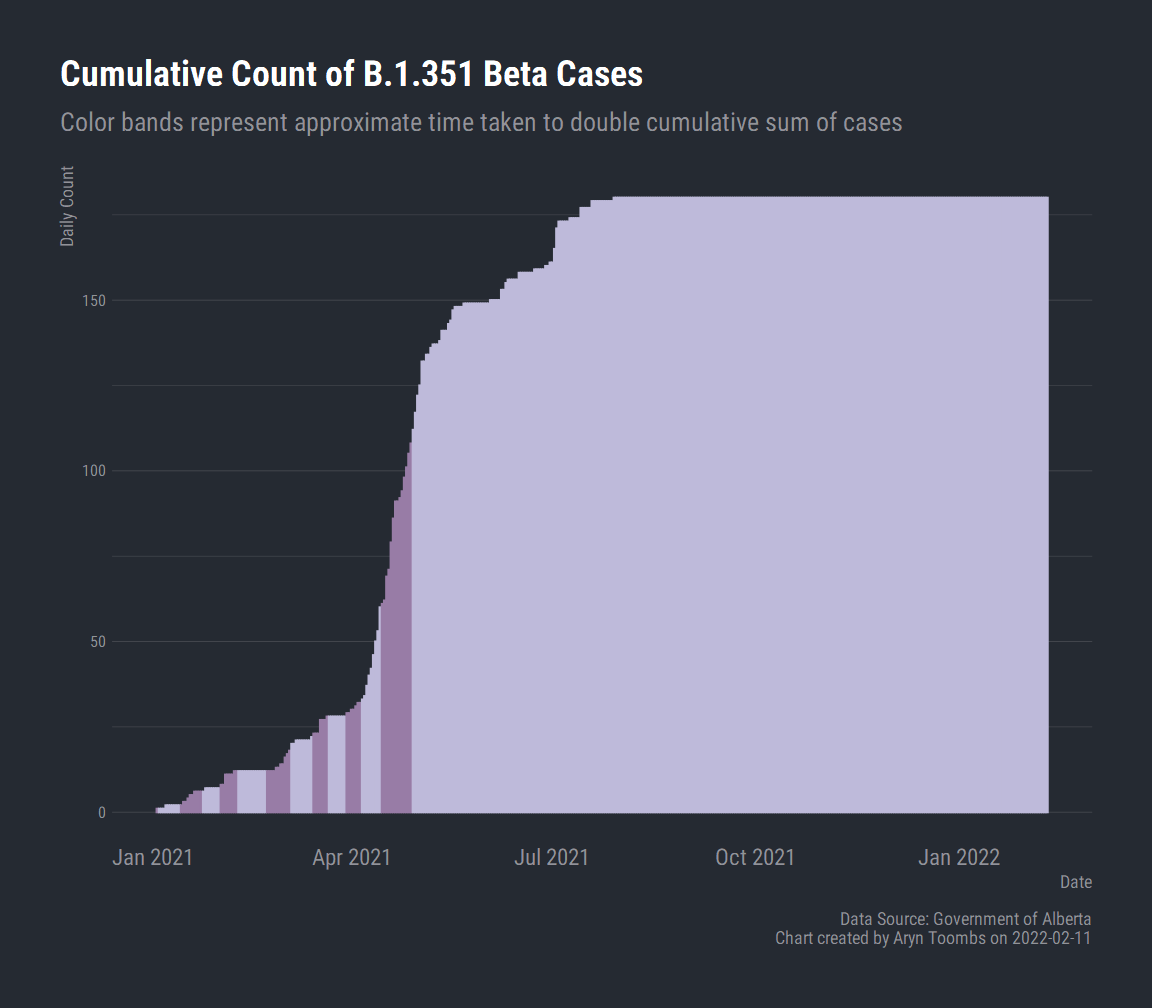 Cumulative Count of B.1.351 Beta Cases
Color bands represent approximate time taken to double cumulative sum of cases
Daily Count
150
100
50
0
Jan 2021
Apr 2021
Jul 2021
Oct 2021
Jan 2022
Date
Data Source: Government of Alberta
Chart created by Aryn Toombs on 2022-02-11